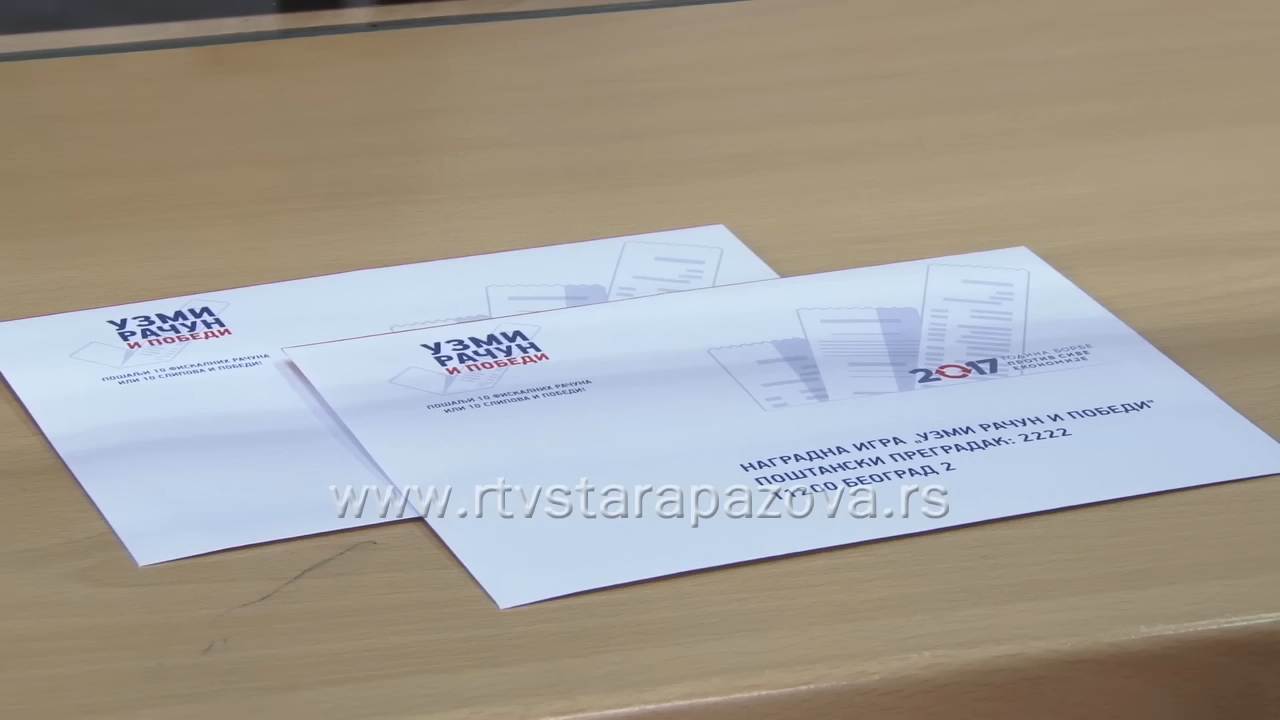 УЗМИ
РАЧУН
И ПОБЕДИ
ПОШАЉИ 10 ФИСКАЛНИХ РАЧУНА
ИЛИ 10 СЛИПОВА И ПОБЕДИ!
УЗМИ
РАЧУН
И ПОБЕДИ
ПОШАЉИ 10 ФИСКАЛНИХ РАЧУНА
ИЛИ 10 СЛИПОВА И ПОБЕДИ!
2017
ГОДИНА БОРБЕ
ПРОТИВ СИВЕ
ЕКОНОМИЈЕ
НАГРАДНА ИГРА „УЗМИ РАЧУН И ПОБЕДИ"
ПОШТАНСКИ ПРЕГРАДАК: 2222
11200 БЕОГРАД 2
www.rtvstarapazova.rs